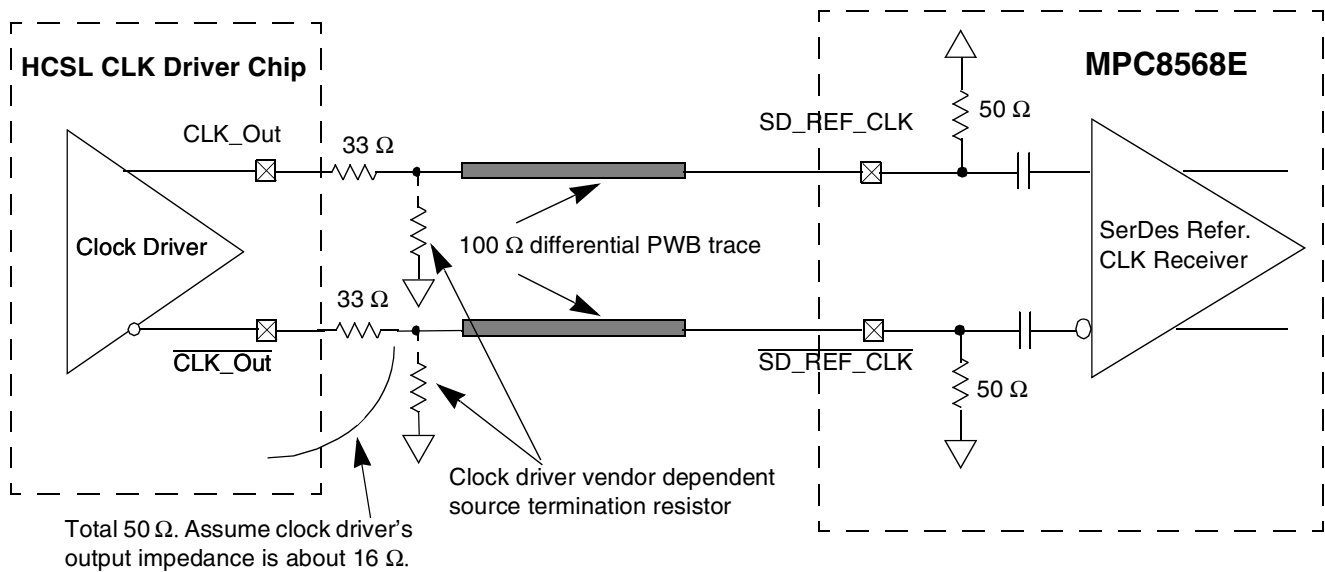 HCSL CLK Driver Chip
MPC8568E
CLK_Out
33 Ω
SD_REF_CLK
50 Ω
Clock Driver
100 Ω differential PWB trace
SerDes Refer.
CLK Receiver
33 Ω
CLK_Out
SD_REF_CLK
50 Ω
Clock driver vendor dependent
source termination resistor
Total 50 Ω. Assume clock driver's
output impedance is about 16 Ω.